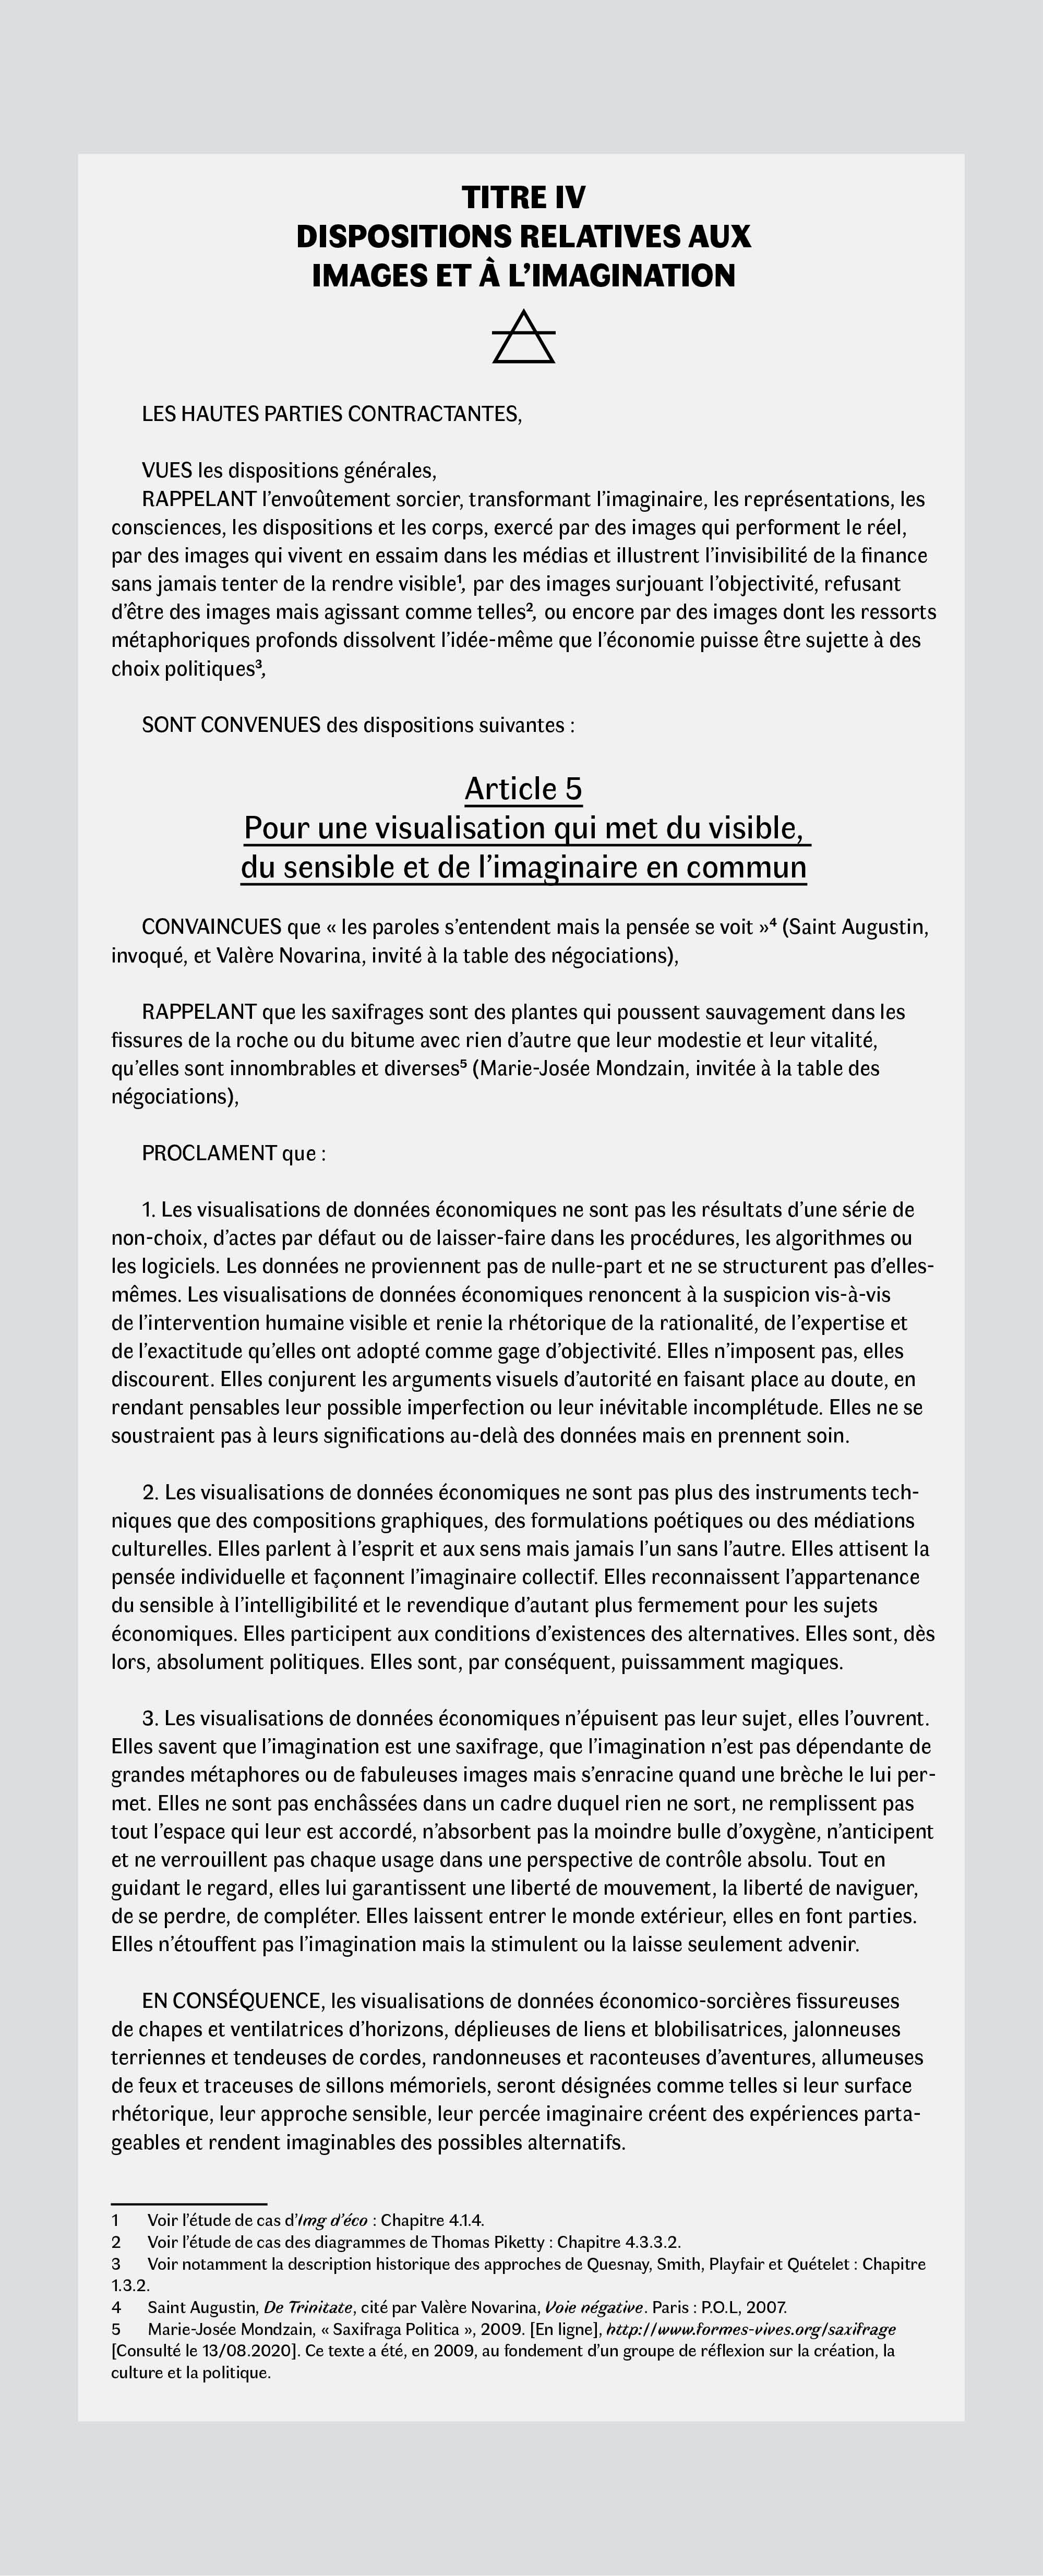 TITRE IV
DISPOSITIONS RELATIVES AUX
IMAGES ET À L’IMAGINATION
LES HAUTES PARTIES CONTRACTANTES,
VUES les dispositions générales,
RAPPELANT l’envoûtement sorcier, transformant l’imaginaire, les représentations, les
consciences, les dispositions et les corps, exercé par des images qui performent le réel,
par des images qui vivent en essaim dans les médias et illustrent l’invisibilité de la finance
sans jamais tenter de la rendre visible¹, par des images surjouant l’objectivité, refusant
d’être des images mais agissant comme telles², ou encore par des images dont les ressorts
métaphoriques profonds dissolvent l’idée-même que l’économie puisse être sujette à des
choix politiques³,
SONT CONVENUES des dispositions suivantes :
Article 5
Pour une visualisation qui met du visible,
du sensible et de l’imaginaire en commun
CONVAINCUES que « les paroles s’entendent mais la pensée se voit »⁴ (Saint Augustin,
invoqué, et Valère Novarina, invité à la table des négociations),
RAPPELANT que les saxifrages sont des plantes qui poussent sauvagement dans les
fissures de la roche ou du bitume avec rien d’autre que leur modestie et leur vitalité,
qu’elles sont innombrables et diverses⁵ (Marie-Josée Mondzain, invitée à la table des
négociations),
PROCLAMENT que :
1. Les visualisations de données économiques ne sont pas les résultats d’une série de
non-choix, d’actes par défaut ou de laisser-faire dans les procédures, les algorithmes ou
les logiciels. Les données ne proviennent pas de nulle-part et ne se structurent pas d’elles-
mêmes. Les visualisations de données économiques renoncent à la suspicion vis-à-vis
de l’intervention humaine visible et renie la rhétorique de la rationalité, de l’expertise et
de l’exactitude qu’elles ont adopté comme gage d’objectivité. Elles n’imposent pas, elles
discourent. Elles conjurent les arguments visuels d’autorité en faisant place au doute, en
rendant pensables leur possible imperfection ou leur inévitable incomplétude. Elles ne se
soustraient pas à leurs significations au-delà des données mais en prennent soin.
2. Les visualisations de données économiques ne sont pas plus des instruments tech-
niques que des compositions graphiques, des formulations poétiques ou des médiations
culturelles. Elles parlent à l’esprit et aux sens mais jamais l’un sans l’autre. Elles attisent la
pensée individuelle et façonnent l’imaginaire collectif. Elles reconnaissent l’appartenance
du sensible à l’intelligibilité et le revendique d’autant plus fermement pour les sujets
économiques. Elles participent aux conditions d’existences des alternatives. Elles sont, dès
lors, absolument politiques. Elles sont, par conséquent, puissamment magiques.
3. Les visualisations de données économiques n’épuisent pas leur sujet, elles l’ouvrent.
Elles savent que l’imagination est une saxifrage, que l’imagination n’est pas dépendante de
grandes métaphores ou de fabuleuses images mais s’enracine quand une brèche le lui per-
met. Elles ne sont pas enchâssées dans un cadre duquel rien ne sort, ne remplissent pas
tout l’espace qui leur est accordé, n’absorbent pas la moindre bulle d’oxygène, n’anticipent
et ne verrouillent pas chaque usage dans une perspective de contrôle absolu. Tout en
guidant le regard, elles lui garantissent une liberté de mouvement, la liberté de naviguer,
de se perdre, de compléter. Elles laissent entrer le monde extérieur, elles en font parties.
Elles n’étouffent pas l’imagination mais la stimulent ou la laisse seulement advenir.
EN CONSÉQUENCE, les visualisations de données économico-sorcières fissureuses
de chapes et ventilatrices d’horizons, déplieuses de liens et blobilisatrices, jalonneuses
terriennes et tendeuses de cordes, randonneuses et raconteuses d’aventures, allumeuses
de feux et traceuses de sillons mémoriels, seront désignées comme telles si leur surface
rhétorique, leur approche sensible, leur percée imaginaire créent des expériences parta-
geables et rendent imaginables des possibles alternatifs.
1 Voir l’étude de cas d’Img d’éco : Chapitre 4.1.4.
2 Voir l’étude de cas des diagrammes de Thomas Piketty : Chapitre 4.3.3.2.
3 Voir notamment la description historique des approches de Quesnay, Smith, Playfair et Quételet : Chapitre
1.3.2.
4 Saint Augustin, De Trinitate, cité par Valère Novarina, Voie négative. Paris : P.O.L, 2007.
5 Marie-Josée Mondzain, « Saxifraga Politica », 2009. [En ligne], http://www.formes-vives.org/saxifrage
[Consulté le 13/08.2020]. Ce texte a été, en 2009, au fondement d’un groupe de réflexion sur la création, la
culture et la politique.